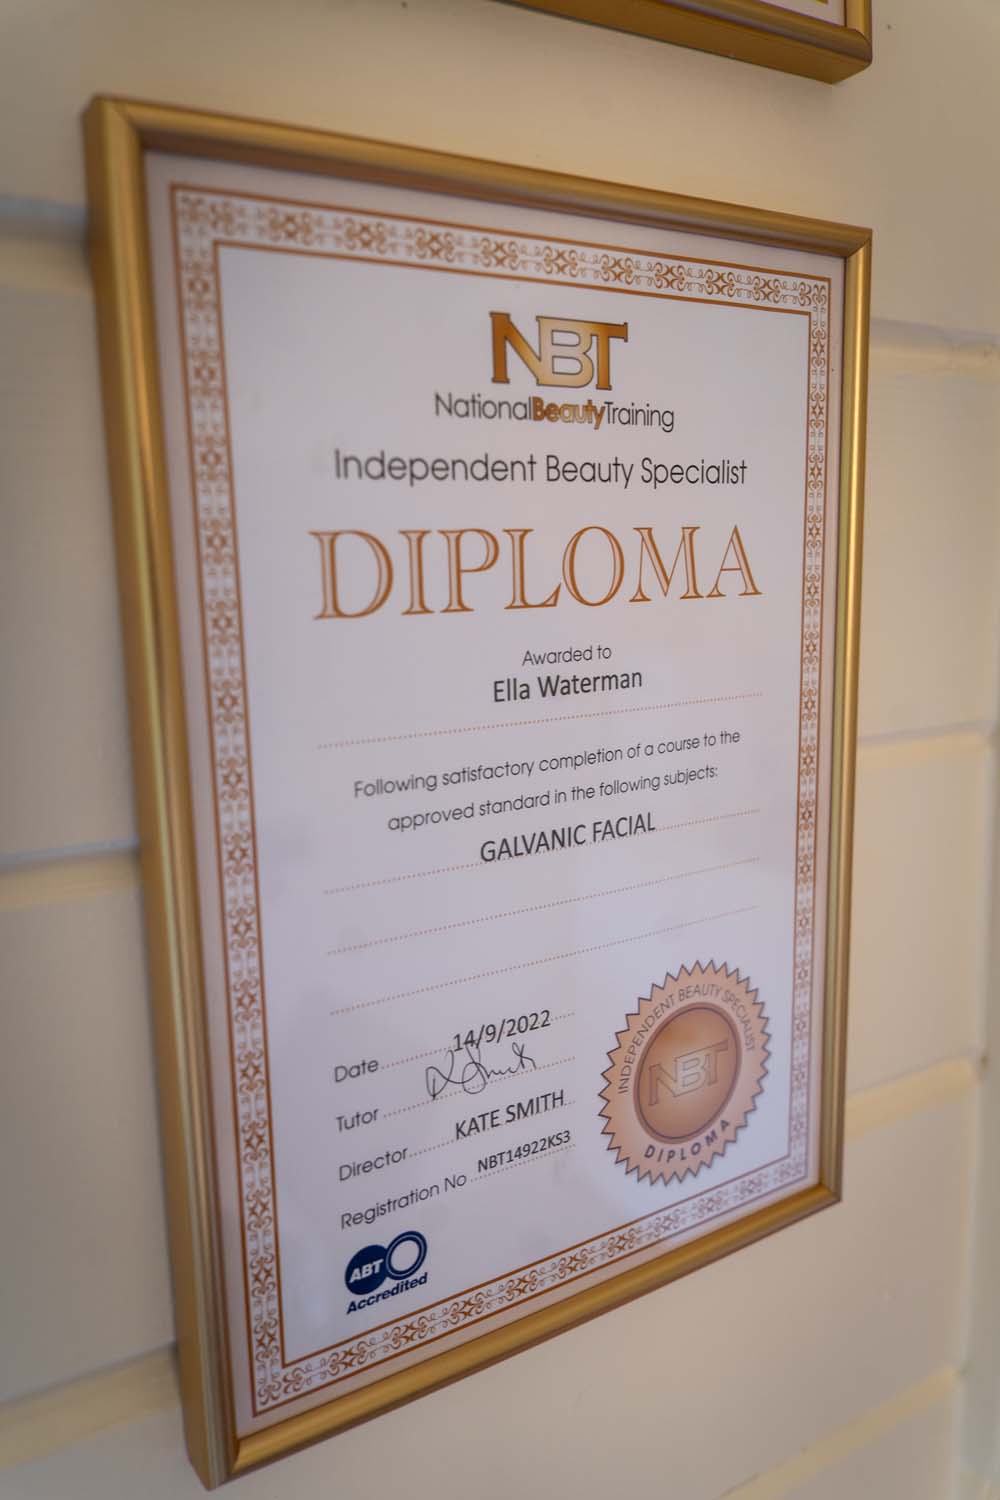 NBT
NationalBeautyTraining
Independent Beauty Specialist
DIPLOMA
Awarded to
Ella Waterman
Following satisfactory completion of a course to the
approved standard in the following subjects:
GALVANIC FACIAL
Date 14/9/2022
Tutor
Director KATE SMITH
Registration No NBT14922KS3
INDEPENDENT BEAUTY SPECIALIST
NBT
DIPLOMA
ABT
Accredited